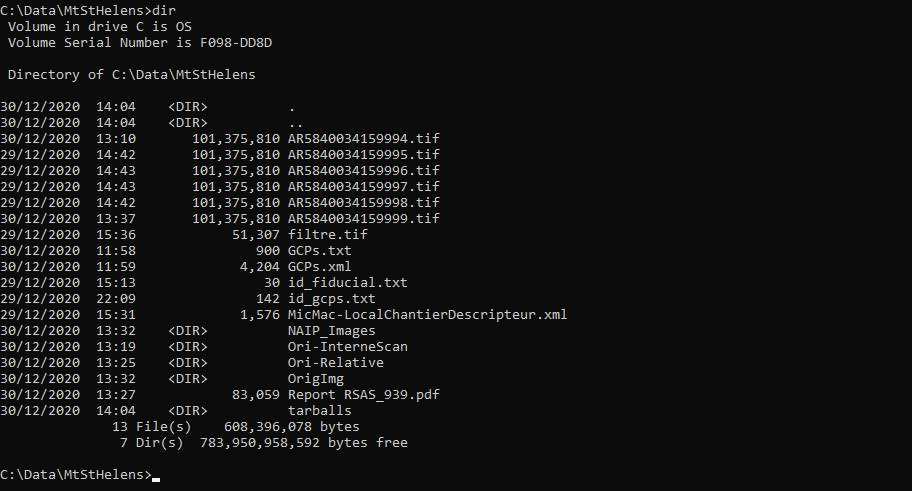 C:\Data\MtStHelens>dir
 Volume in drive C is OS
 Volume Serial Number is F098-DD8D

 Directory of C:\Data\MtStHelens

30/12/2020  14:04    <DIR>          .
30/12/2020  14:04    <DIR>          ..
30/12/2020  13:10       101,375,810 AR5840034159994.tif
29/12/2020  14:42       101,375,810 AR5840034159995.tif
29/12/2020  14:43       101,375,810 AR5840034159996.tif
29/12/2020  14:43       101,375,810 AR5840034159997.tif
29/12/2020  14:42       101,375,810 AR5840034159998.tif
30/12/2020  13:37       101,375,810 AR5840034159999.tif
29/12/2020  15:36            51,307 filtre.tif
30/12/2020  11:58               900 GCPs.txt
30/12/2020  11:59             4,204 GCPs.xml
29/12/2020  15:13                30 id_fiducial.txt
29/12/2020  22:09               142 id_gcps.txt
29/12/2020  15:31             1,576 MicMac-LocalChantierDescripteur.xml
30/12/2020  13:32    <DIR>          NAIP_Images
30/12/2020  13:19    <DIR>          Ori-InterneScan
30/12/2020  13:25    <DIR>          Ori-Relative
30/12/2020  13:32    <DIR>          OrigImg
30/12/2020  13:27            83,059 Report RSAS_939.pdf
30/12/2020  14:04    <DIR>          tarballs
              13 File(s)    608,396,078 bytes
               7 Dir(s)  783,950,958,592 bytes free

C:\Data\MtStHelens>